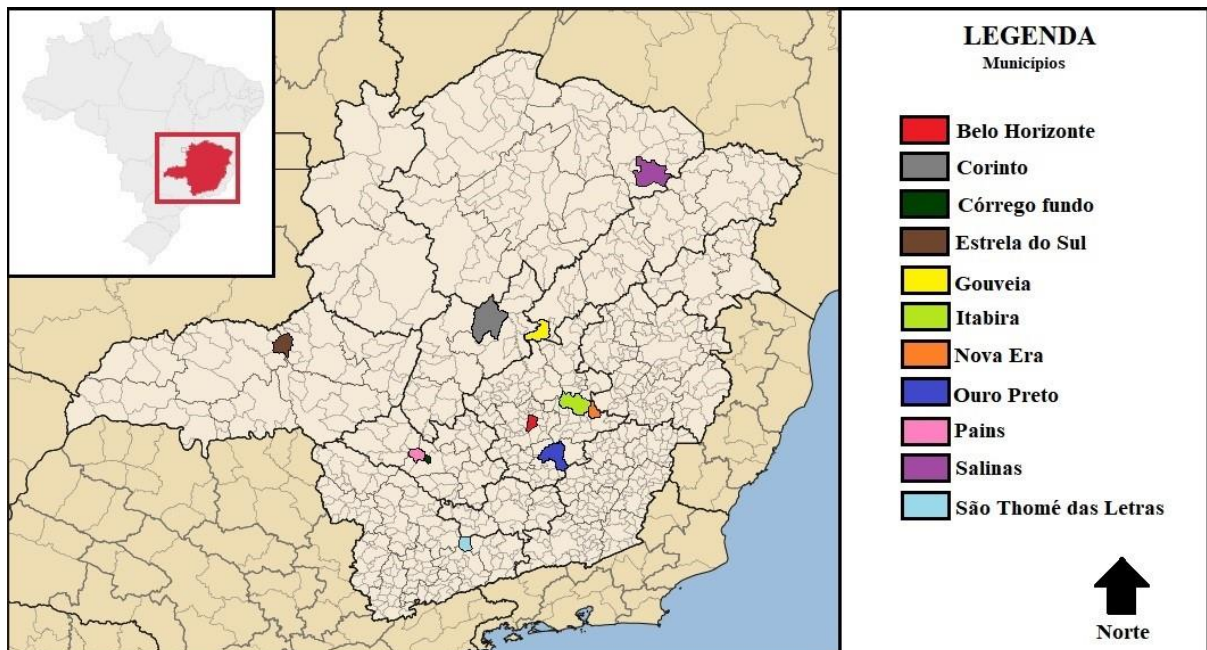 LEGENDA
Municípios
Belo Horizonte
Corinto
Córrego fundo
Estrela do Sul
Gouveia
Itabira
Nova Era
Ouro Preto
Pains
Salinas
São Thomé das Letras
Norte